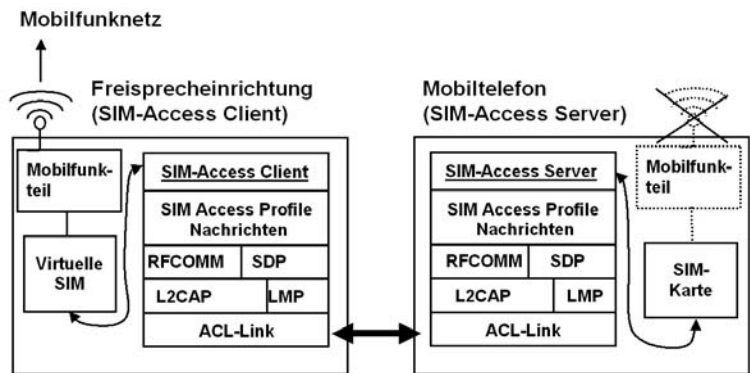 Mobilfunknetz
Freisprecheinrichtung
(SIM-Access Client)
Mobilfunk-
teil
Virtuelle
SIM
SIM-Access Client
SIM Access Profile
Nachrichten
RFCOMM SDP
L2CAP LMP
ACL-Link
Mobiltelefon
(SIM-Access Server)
SIM-Access Server
SIM Access Profile
Nachrichten
RFCOMM SDP
L2CAP LMP
ACL-Link
Mobilfunk-
teil
SIM-
Karte